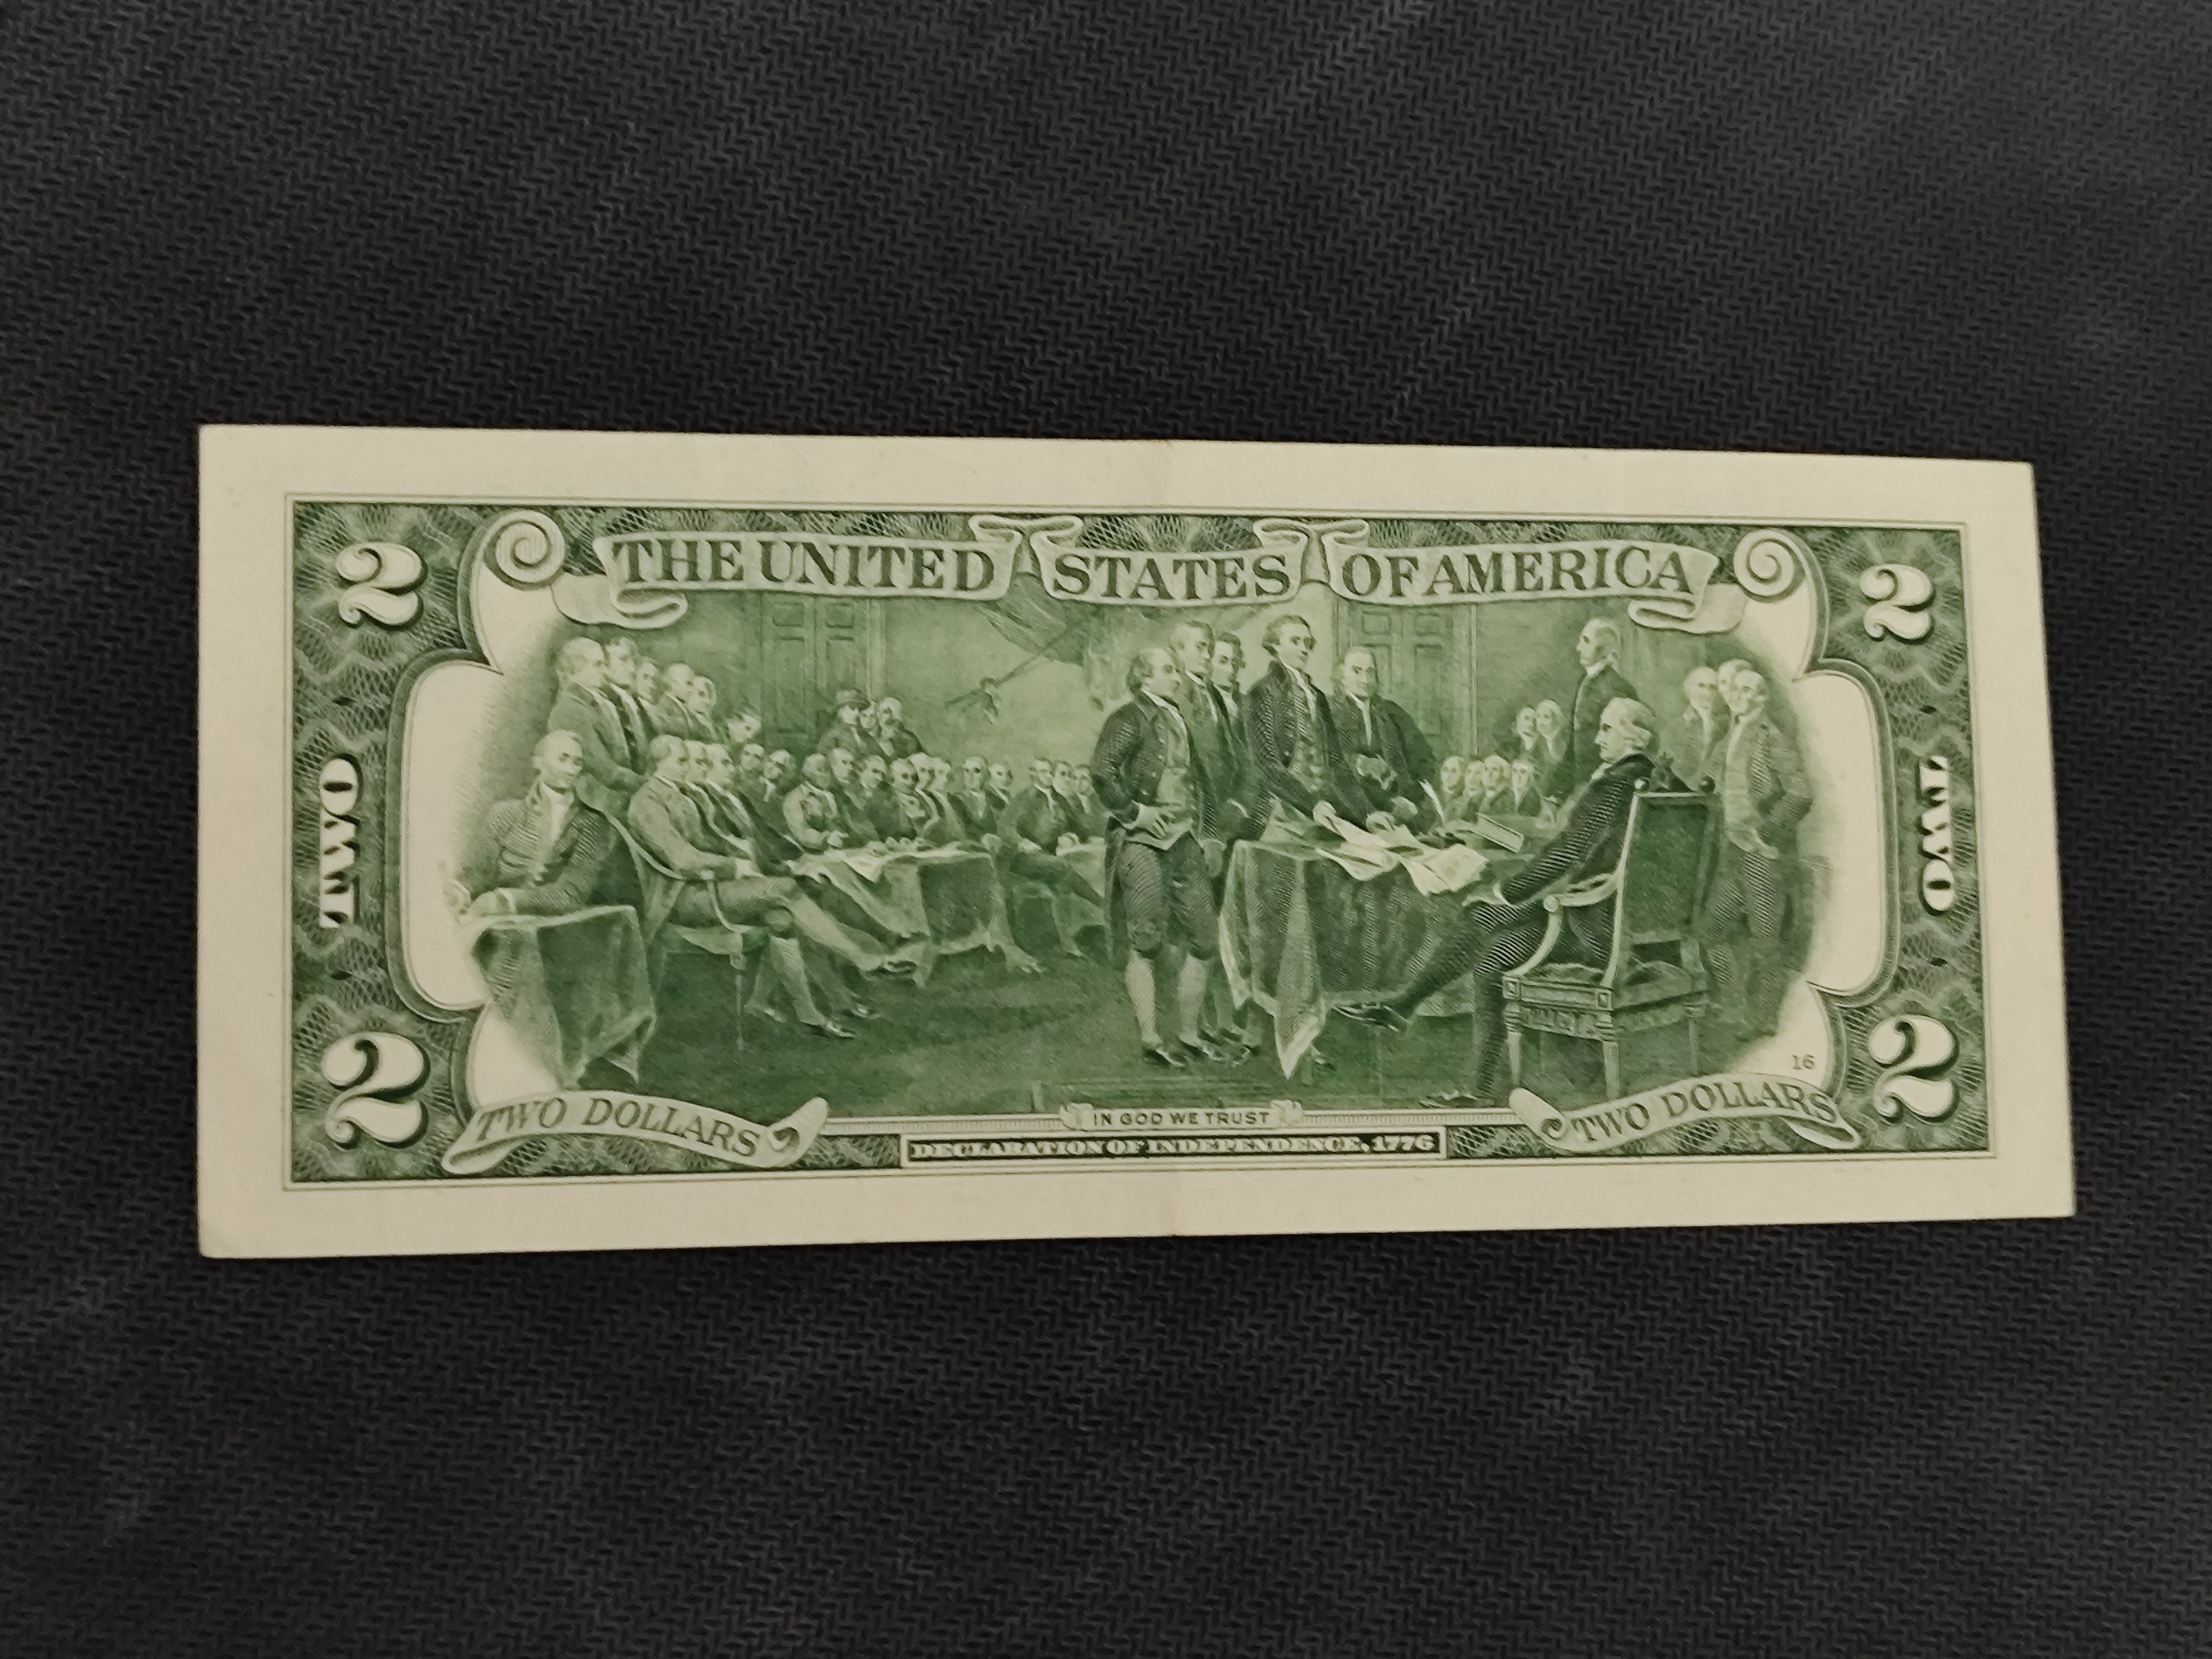 THE UNITED STATES OF AMERICA
2
2
TWO
TWO
16
2
2
TWO DOLLARS
TWO DOLLARS
IN GOD WE TRUST
DECLARATION OF INDEPENDENCE, 1776